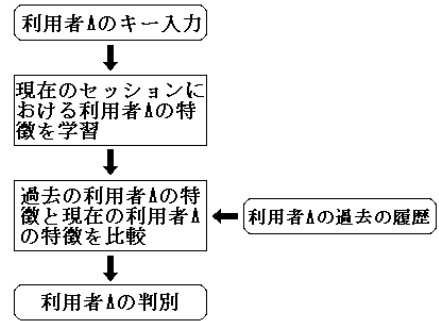 利用者Aのキー入力
現在のセッションに
おける利用者Aの特
徴を学習
過去の利用者Aの特
徴と現在の利用者A
の特徴を比較
利用者Aの過去の履歴
利用者Aの判別